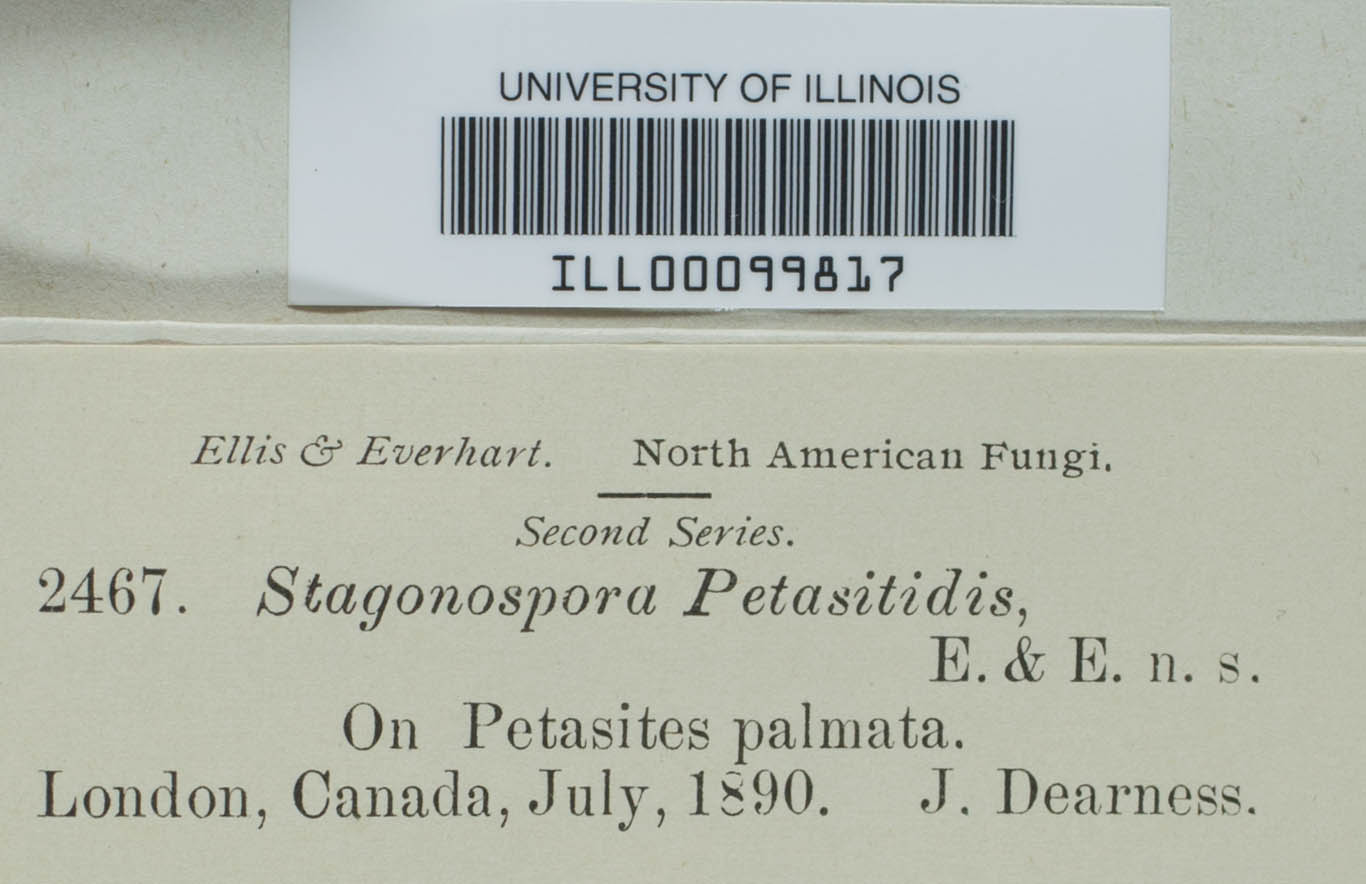 UNIVERSITY OF ILLINOIS
ILL00099817
Ellis & Everhart. North American Fungi.
Second Series.
2467. Stagonospora Petasitidis,
E. & E. n. s.
On Petasites palmata.
London, Canada, July, 1890. J. Dearness.